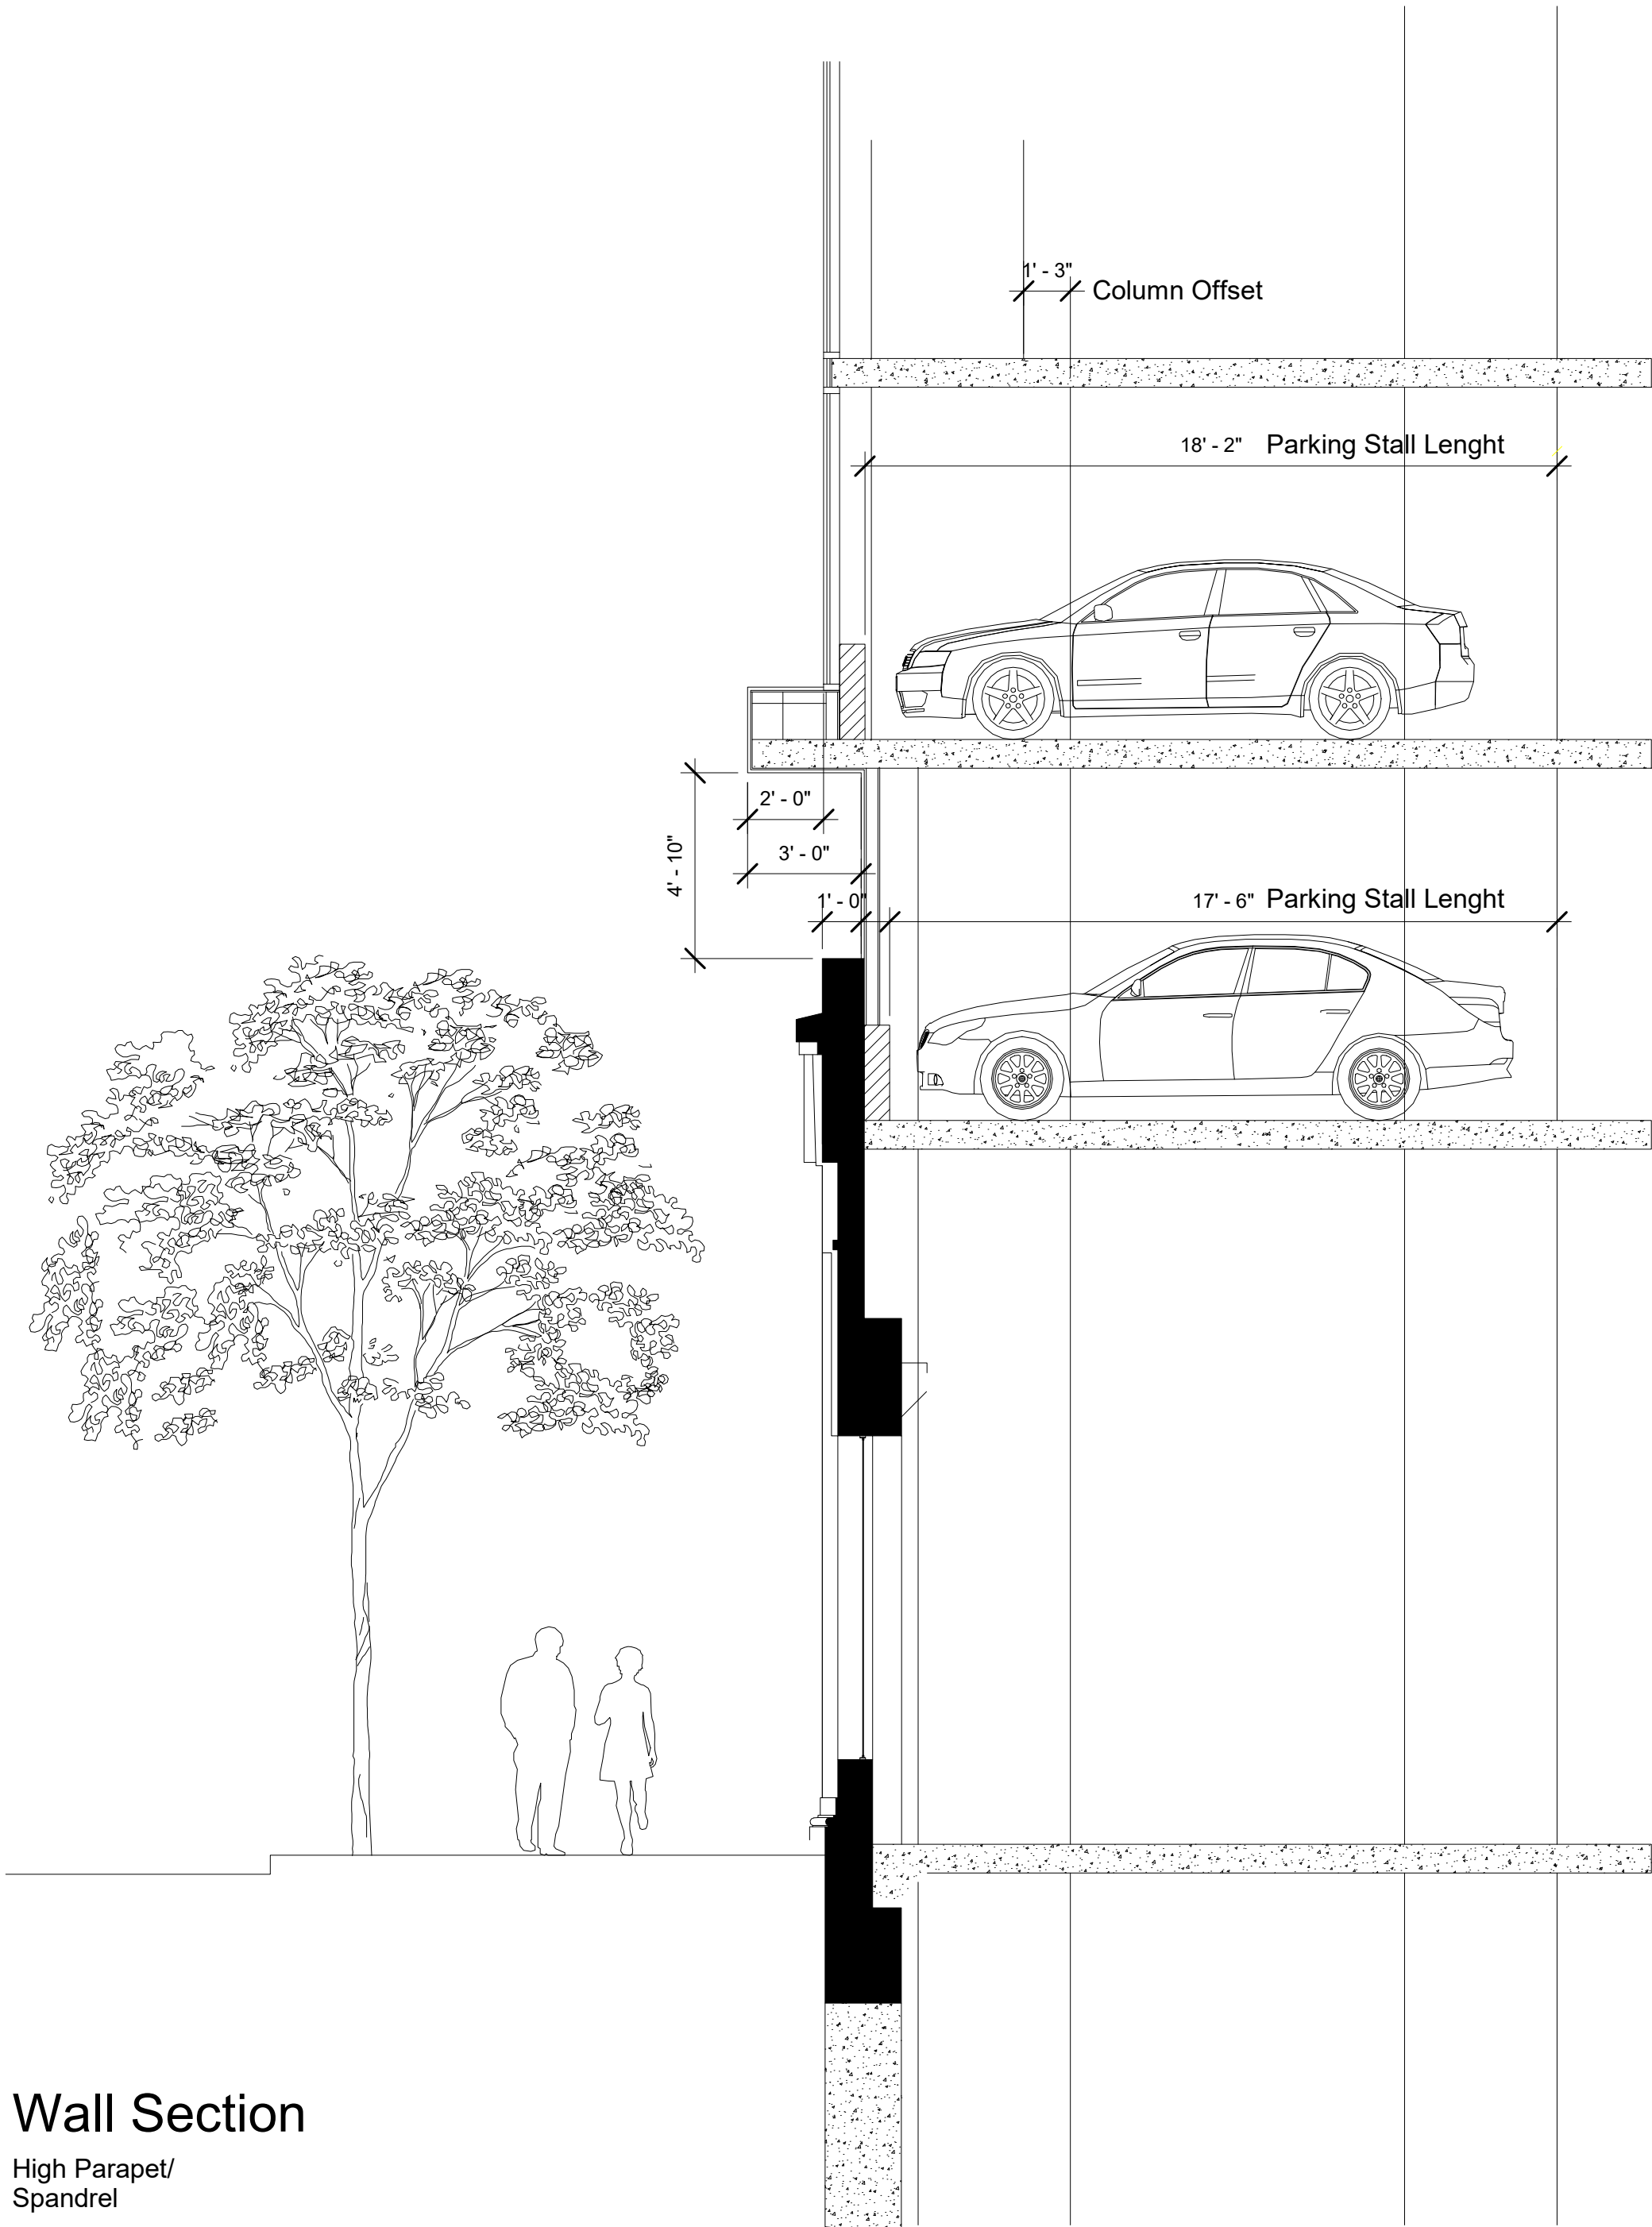 1' - 3" Column Offset
18' - 2" Parking Stall Lenght
2' - 0"
4' - 10"
3' - 0"
1' - 0"
17' - 6" Parking Stall Lenght
Wall Section
High Parapet/
Spandrel